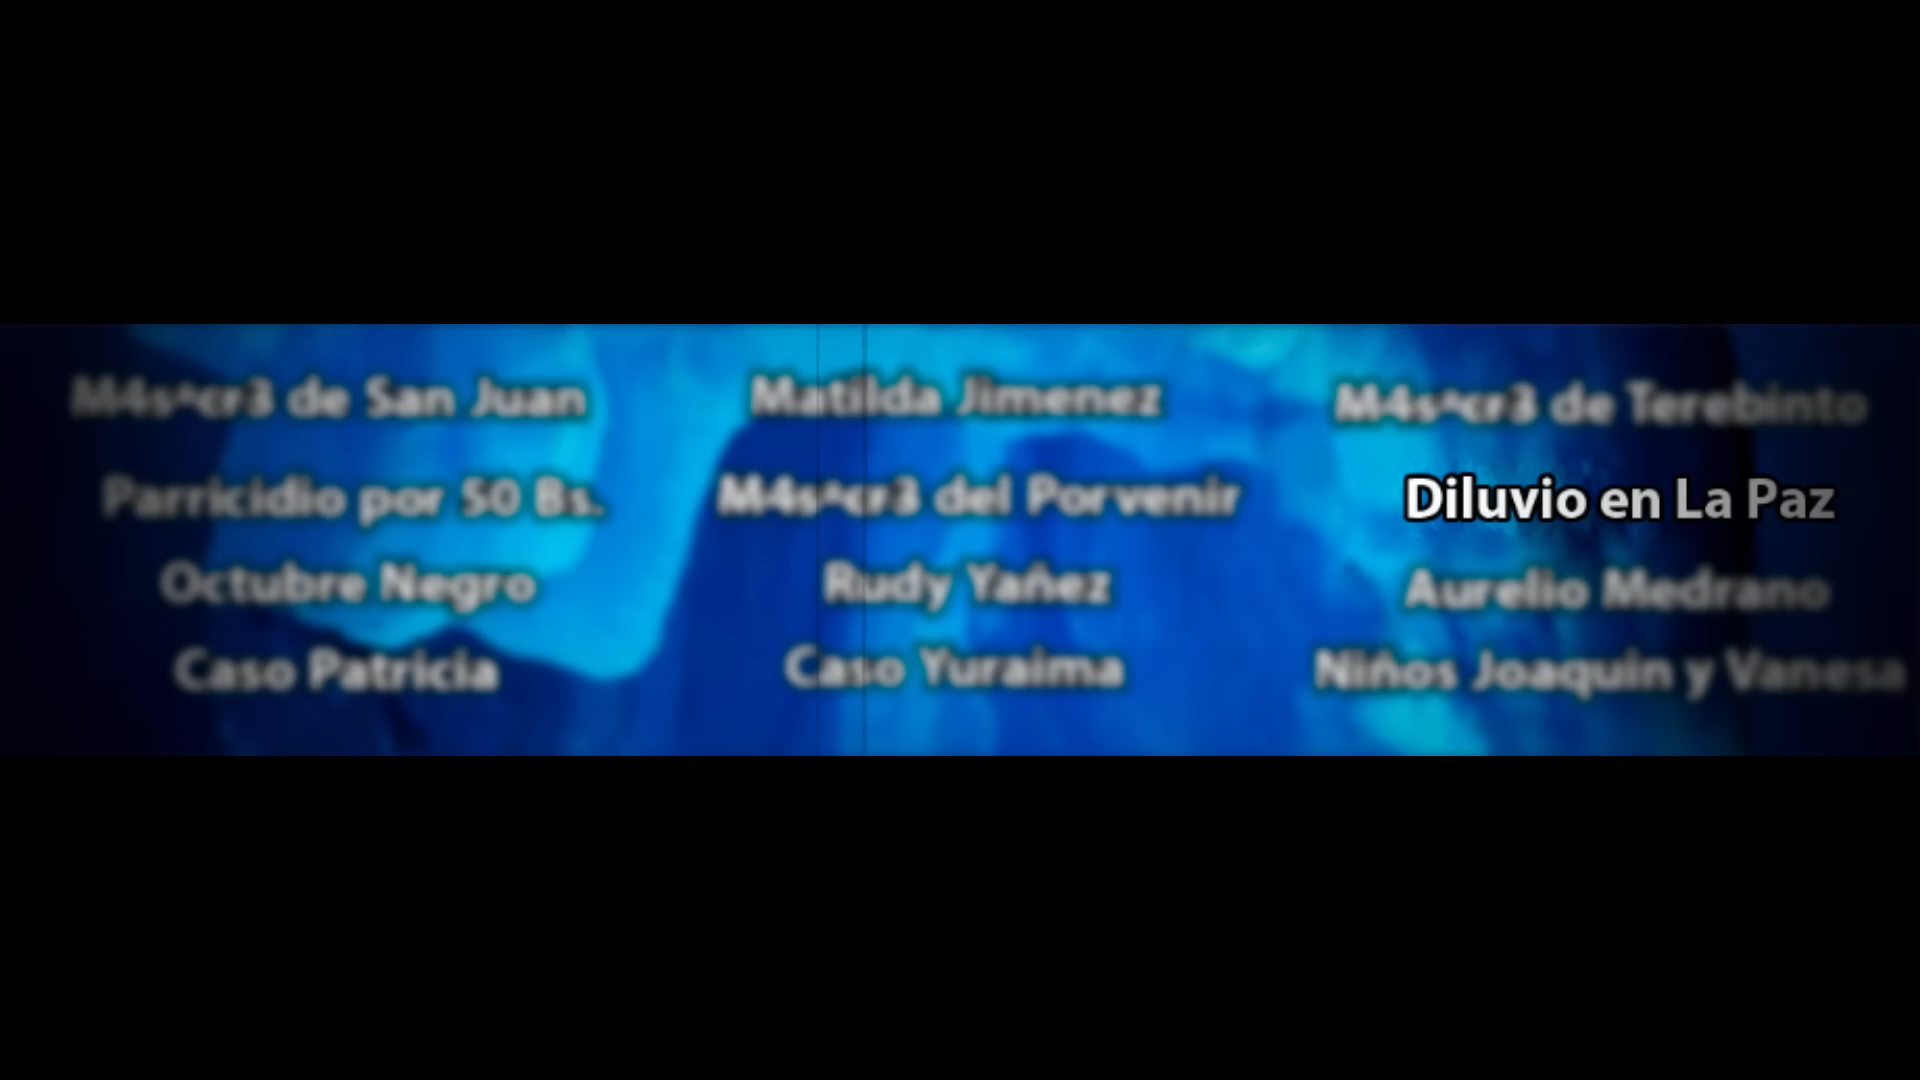 M4s^cr3 de San Juan
Matilda Jimenez
M4s^cr3 de Terebinto
Parricidio por 50 Bs.
M4s^cr3 del Porvenir
Diluvio en La Paz
Octubre Negro
Rudy Yañez
Aurelio Medrano
Caso Patricia
Caso Yuraima
Niños Joaquin y Vanesa